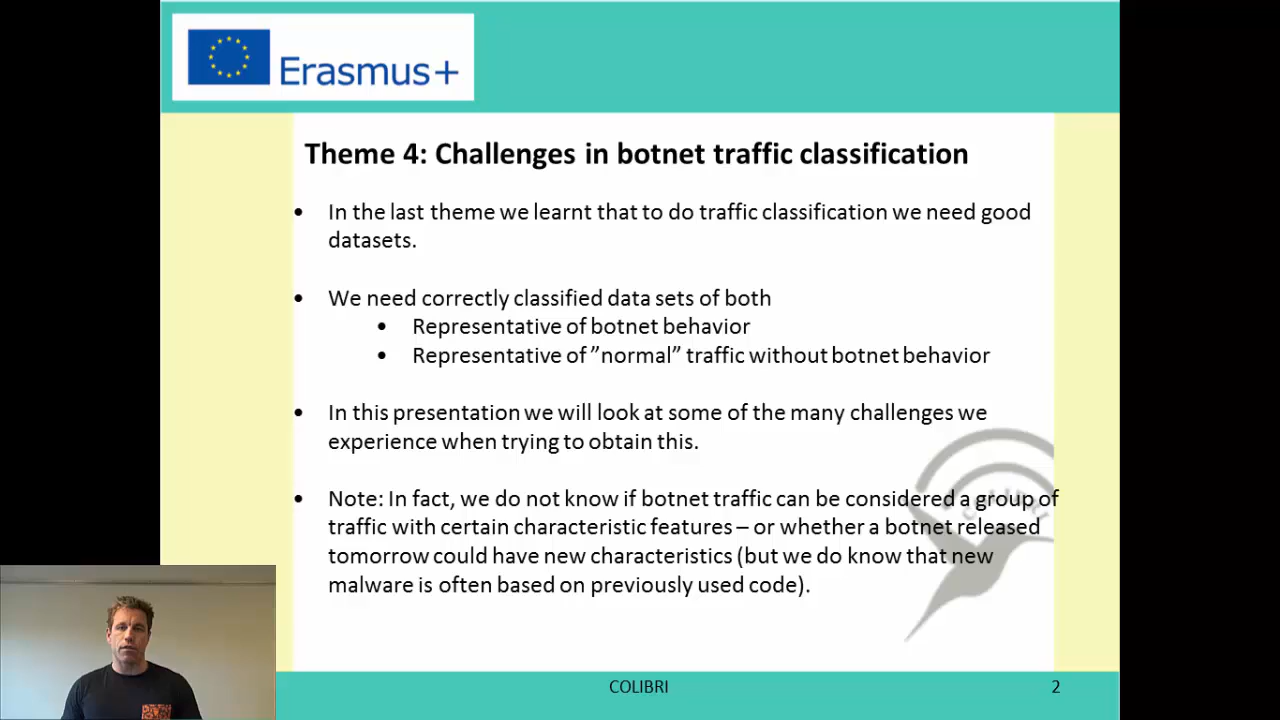 Erasmus+
Theme 4: Challenges in botnet traffic classification
• In the last theme we learnt that to do traffic classification we need good
datasets.
• We need correctly classified data sets of both
• Representative of botnet behavior
• Representative of ”normal” traffic without botnet behavior
• In this presentation we will look at some of the many challenges we
experience when trying to obtain this.
• Note: In fact, we do not know if botnet traffic can be considered a group of
traffic with certain characteristic features – or whether a botnet released
tomorrow could have new characteristics (but we do know that new
malware is often based on previously used code).
COLIBRI
COLIBRI 2